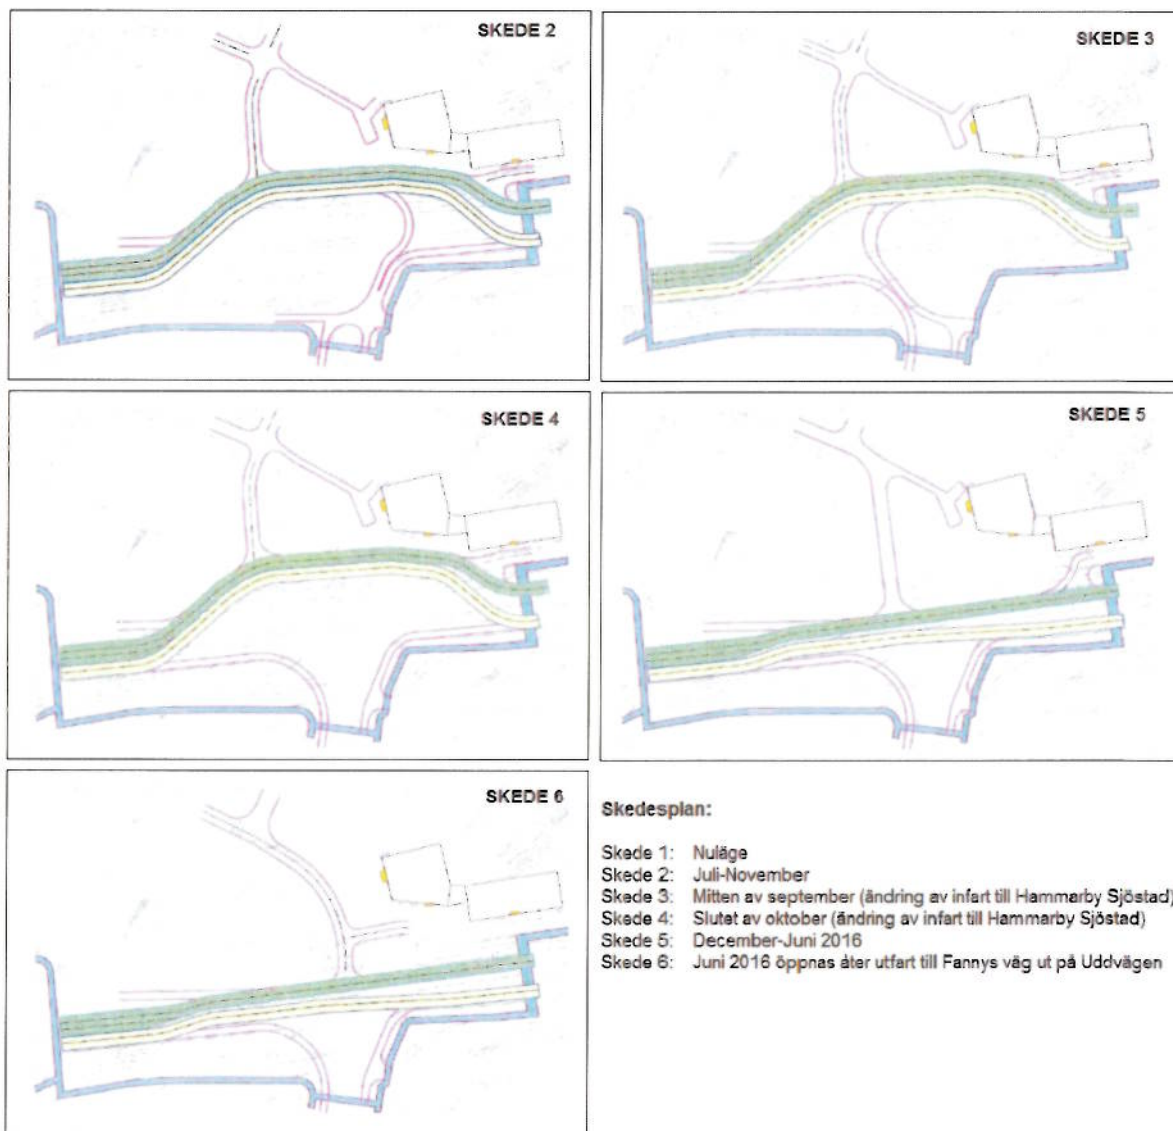 SKEDE 2
SKEDE 3
SKEDE 4
SKEDE 5
SKEDE 6
Skedesplan:
Skede 1: Nuläge
Skede 2: Juli-November
Skede 3: Mitten av september (ändring av infart till Hammarby Sjöstad)
Skede 4: Slutet av oktober (ändring av infart till Hammarby Sjöstad)
Skede 5: December-Juni 2016
Skede 6: Juni 2016 öppnas åter utfart till Fannys väg ut på Uddvägen